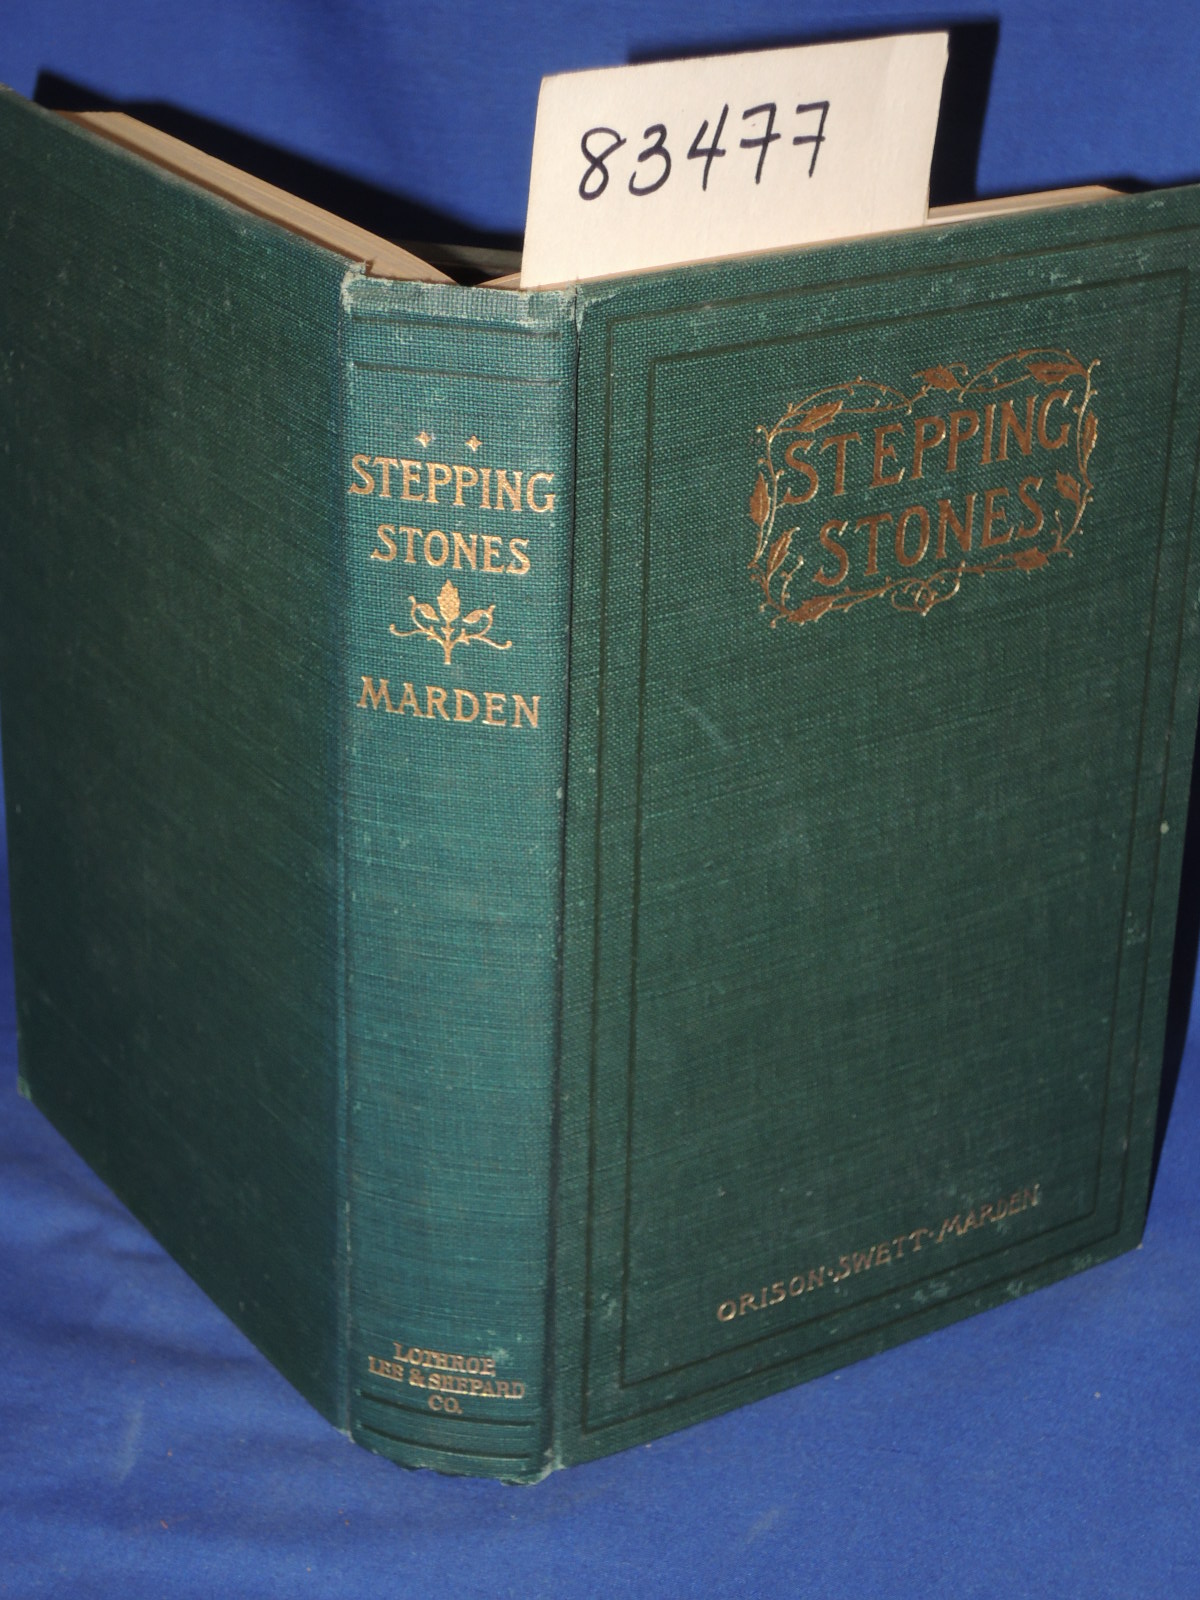 83477
STEPPING
STONES
MARDEN
LOTHROP,
LEE & SHEPARD
CO.
STEPPING
STONES
ORISON·SWETT·MARDEN